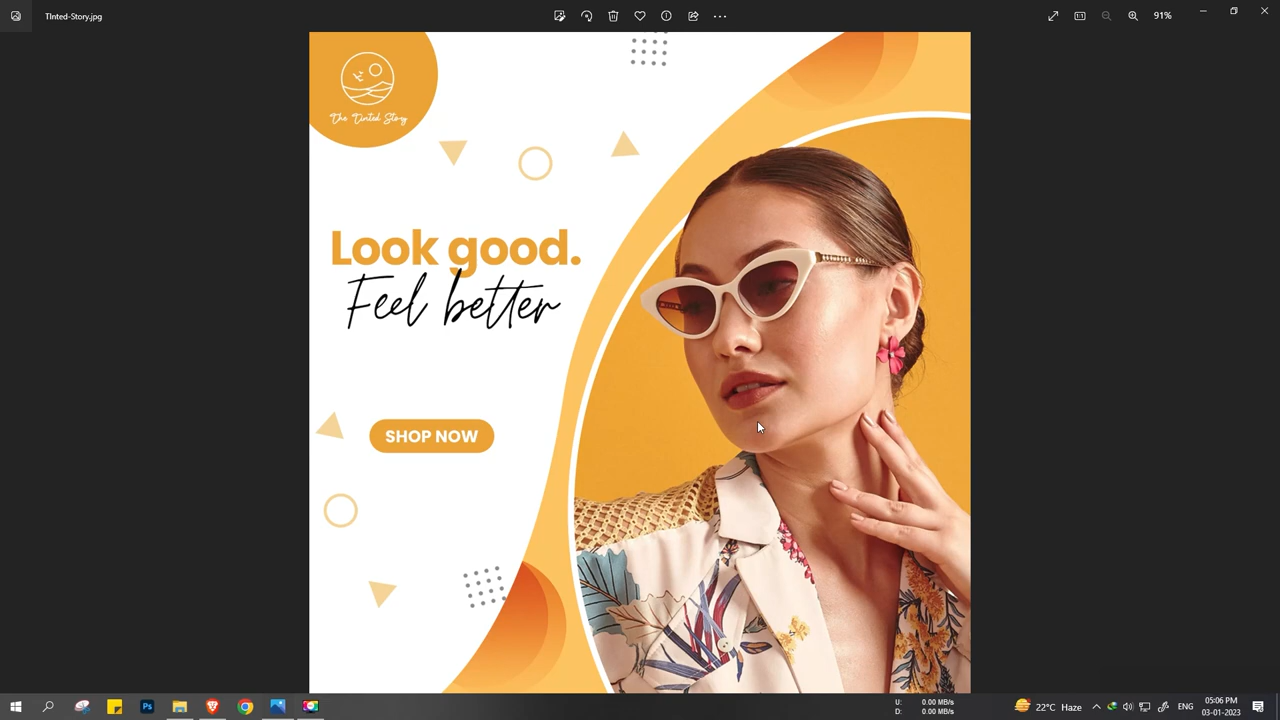 TInted-Story.jpg
91%
The Tinted Story
Look good.
Feel better
SHOP NOW
Ps
U: 0.00 MB/s
D: 0.00 MB/s
22°C Haze
ENG
05:06 PM
03-01-2023